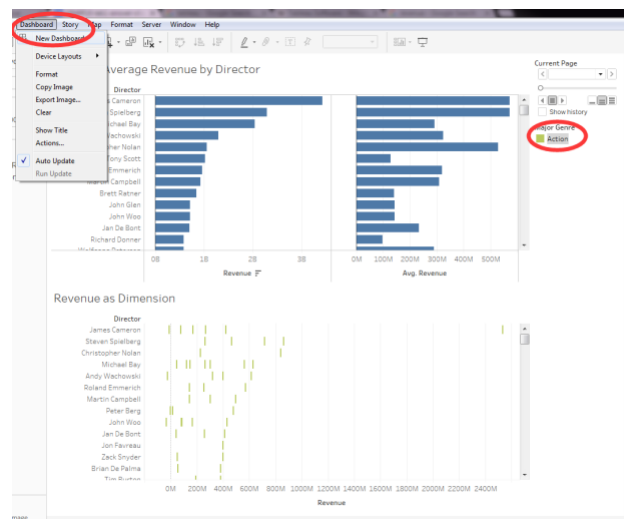 Dashboard Story Map Format Server Window Help
New Dashboard
Device Layouts
Format
Copy Image
Export Image...
Clear
Show Title
Actions...
Auto Update
Run Update
Average Revenue by Director
Director
Cameron
Spielberg
Michael Bay
Wachowski
Christopher Nolan
Tony Scott
Emmerich
Martin Campbell
Brett Ratner
John Glen
John Woo
Jan De Bont
Richard Donner
Wolfgang Petersen
0B 1B 2B 3B
Revenue
0M 100M 200M 300M 400M 500M
Avg. Revenue
Current Page
Show history
Major Genre
Action
Revenue as Dimension
Director
James Cameron
Steven Spielberg
Christopher Nolan
Michael Bay
Andy Wachowski
Roland Emmerich
Martin Campbell
Peter Berg
John Woo
Jan De Bont
Jon Favreau
Zack Snyder
Brian De Palma
Tim Burton
0M 200M 400M 600M 800M 1000M 1200M 1400M 1600M 1800M 2000M 2200M 2400M
Revenue